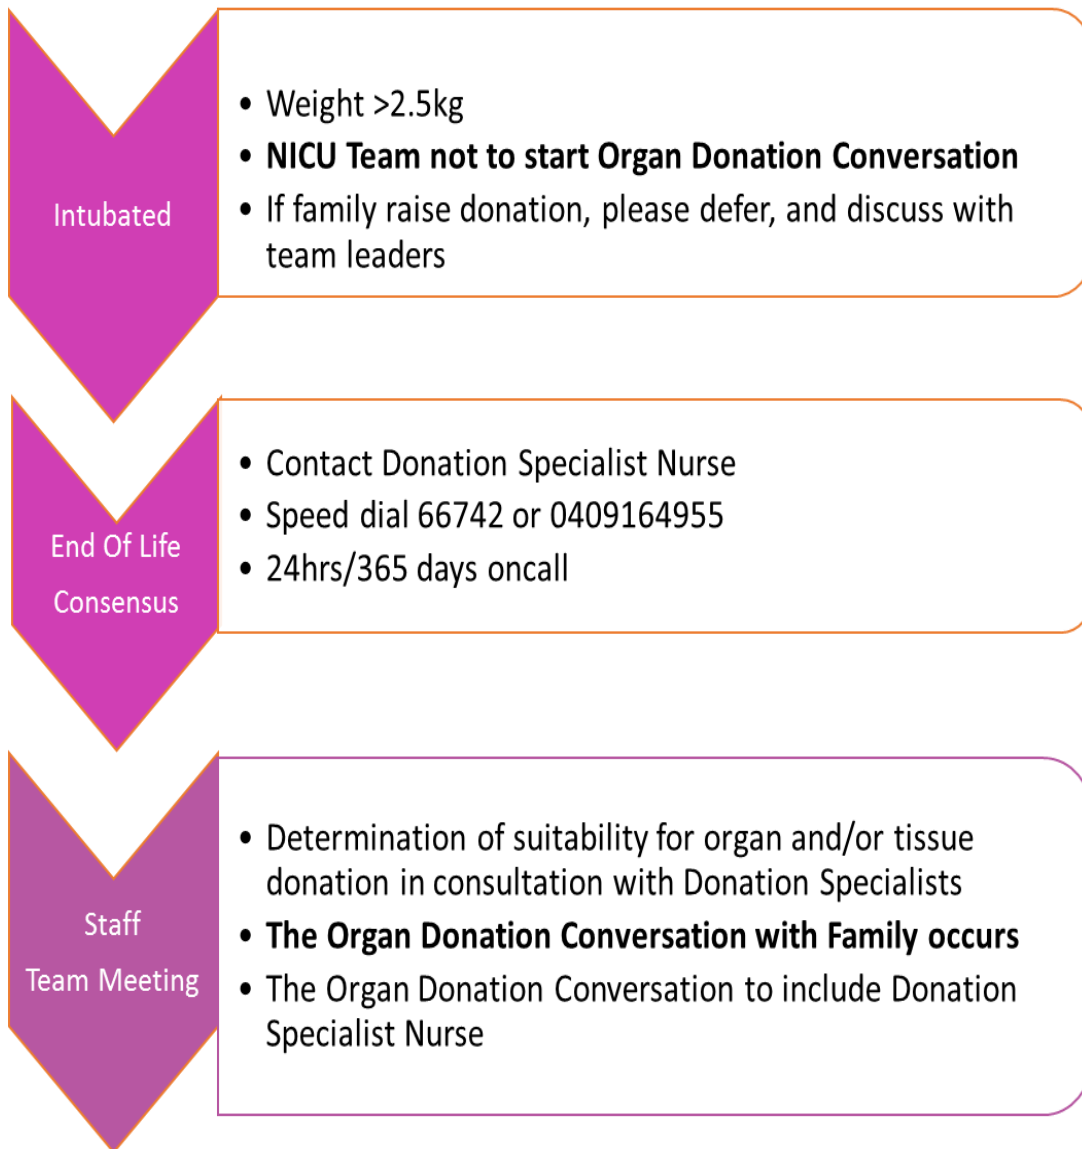 Intubated
• Weight >2.5kg
• NICU Team not to start Organ Donation Conversation
• If family raise donation, please defer, and discuss with
team leaders
End Of Life
Consensus
• Contact Donation Specialist Nurse
• Speed dial 66742 or 0409164955
• 24hrs/365 days oncall
Staff
Team Meeting
• Determination of suitability for organ and/or tissue
donation in consultation with Donation Specialists
• The Organ Donation Conversation with Family occurs
• The Organ Donation Conversation to include Donation
Specialist Nurse